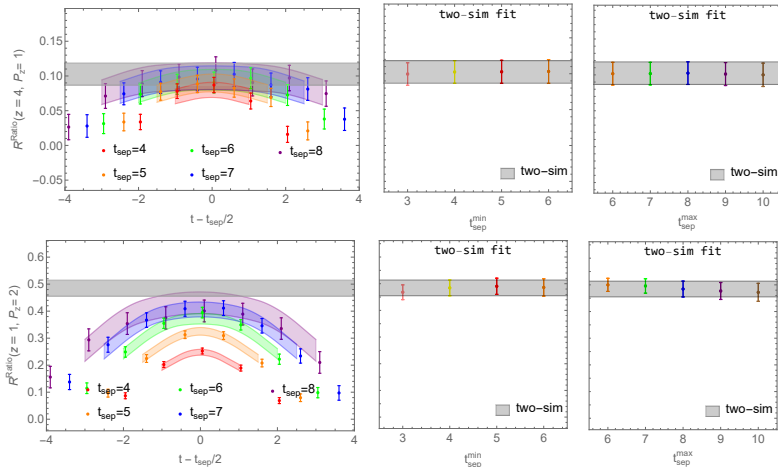 two-sim fit
two-sim fit
R^Ratio(z = 4, P_z = 1)
0.20
0.15
0.10
0.05
0.00
−0.05
t_sep=4
t_sep=6
t_sep=8
t_sep=5
t_sep=7
two-sim
two-sim
−4
−2
0
2
4
3
4
5
6
6
7
8
9
10
t − t_sep/2
t_sep^min
t_sep^max
two-sim fit
two-sim fit
R^Ratio(z = 1, P_z = 2)
0.6
0.5
0.4
0.3
0.2
0.1
0.0
t_sep=4
t_sep=6
t_sep=8
t_sep=5
t_sep=7
two-sim
two-sim
−4
−2
0
2
4
3
4
5
6
6
7
8
9
10
t − t_sep/2
t_sep^min
t_sep^max